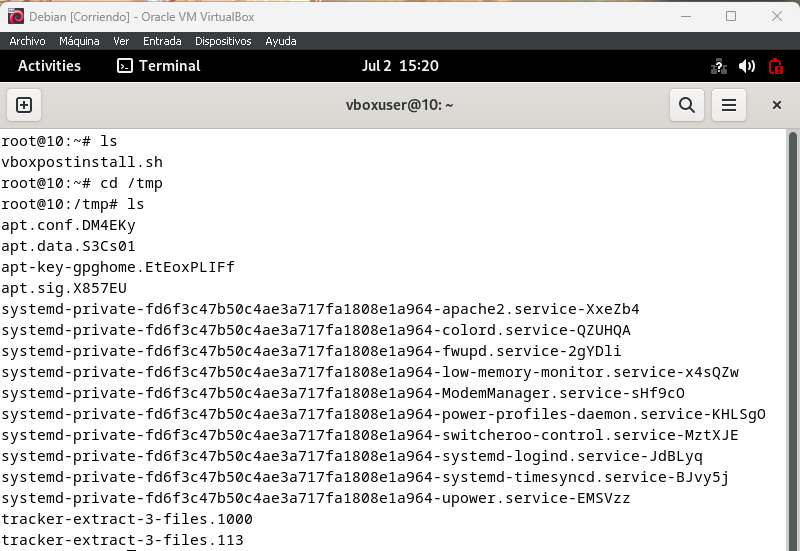 Debian [Corriendo] - Oracle VM VirtualBox
Archivo Máquina Ver Entrada Dispositivos Ayuda
Activities Terminal Jul 2 15:20
vboxuser@10: ~
root@10:~# ls
vboxpostinstall.sh
root@10:~# cd /tmp
root@10:/tmp# ls
apt.conf.DM4EKy
apt.data.S3Cs01
apt-key-gpghome.EtEoxPLIFf
apt.sig.X857EU
systemd-private-fd6f3c47b50c4ae3a717fa1808e1a964-apache2.service-XxeZb4
systemd-private-fd6f3c47b50c4ae3a717fa1808e1a964-colord.service-QZUHQA
systemd-private-fd6f3c47b50c4ae3a717fa1808e1a964-fwupd.service-2gYDli
systemd-private-fd6f3c47b50c4ae3a717fa1808e1a964-low-memory-monitor.service-x4sQZw
systemd-private-fd6f3c47b50c4ae3a717fa1808e1a964-ModemManager.service-sHf9cO
systemd-private-fd6f3c47b50c4ae3a717fa1808e1a964-power-profiles-daemon.service-KHLSgO
systemd-private-fd6f3c47b50c4ae3a717fa1808e1a964-switcheroo-control.service-MztXJE
systemd-private-fd6f3c47b50c4ae3a717fa1808e1a964-systemd-logind.service-JdBLyq
systemd-private-fd6f3c47b50c4ae3a717fa1808e1a964-systemd-timesyncd.service-BJvy5j
systemd-private-fd6f3c47b50c4ae3a717fa1808e1a964-upower.service-EMSVzz
tracker-extract-3-files.1000
tracker-extract-3-files.113